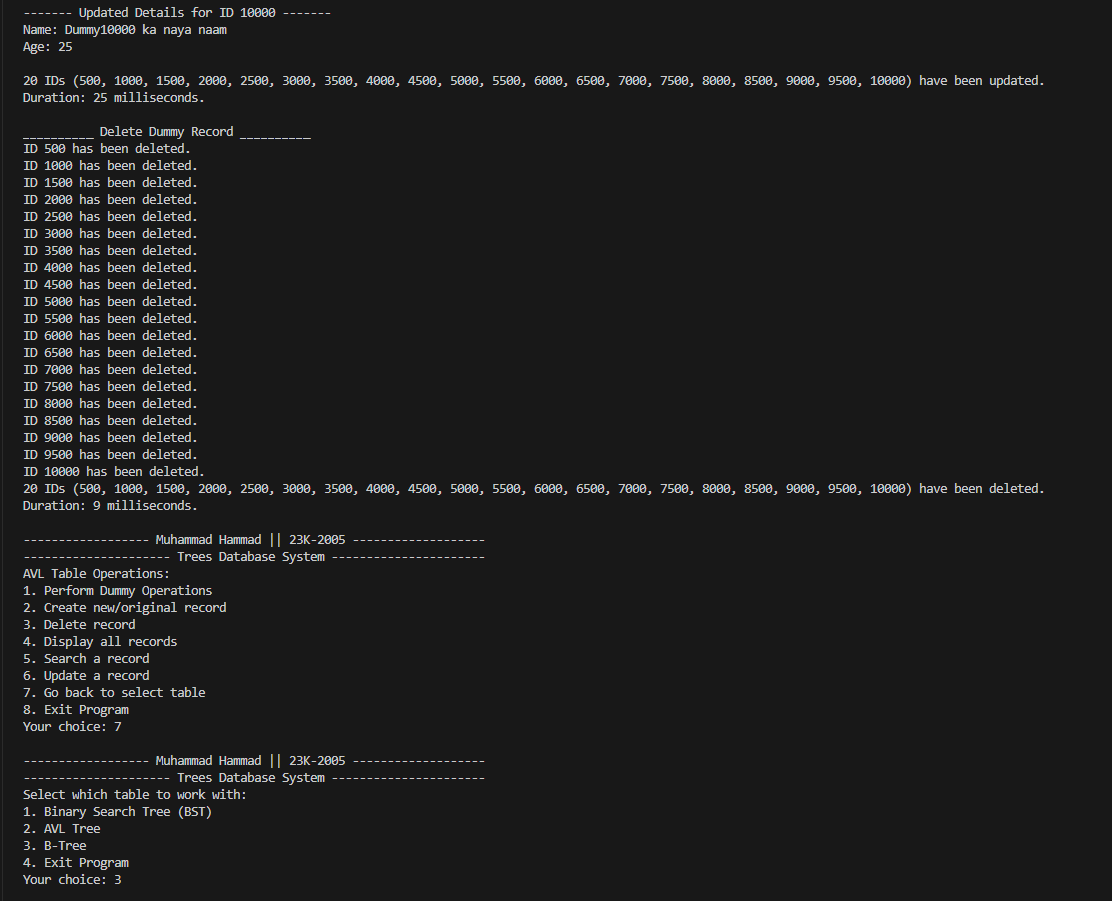 ------- Updated Details for ID 10000 -------
Name: Dummy10000 ka naya naam
Age: 25
20 IDs (500, 1000, 1500, 2000, 2500, 3000, 3500, 4000, 4500, 5000, 5500, 6000, 6500, 7000, 7500, 8000, 8500, 9000, 9500, 10000) have been updated.
Duration: 25 milliseconds.
__________ Delete Dummy Record __________
ID 500 has been deleted.
ID 1000 has been deleted.
ID 1500 has been deleted.
ID 2000 has been deleted.
ID 2500 has been deleted.
ID 3000 has been deleted.
ID 3500 has been deleted.
ID 4000 has been deleted.
ID 4500 has been deleted.
ID 5000 has been deleted.
ID 5500 has been deleted.
ID 6000 has been deleted.
ID 6500 has been deleted.
ID 7000 has been deleted.
ID 7500 has been deleted.
ID 8000 has been deleted.
ID 8500 has been deleted.
ID 9000 has been deleted.
ID 9500 has been deleted.
ID 10000 has been deleted.
20 IDs (500, 1000, 1500, 2000, 2500, 3000, 3500, 4000, 4500, 5000, 5500, 6000, 6500, 7000, 7500, 8000, 8500, 9000, 9500, 10000) have been deleted.
Duration: 9 milliseconds.
------------------ Muhammad Hammad || 23K-2005 -------------------
--------------------- Trees Database System ----------------------
AVL Table Operations:
1. Perform Dummy Operations
2. Create new/original record
3. Delete record
4. Display all records
5. Search a record
6. Update a record
7. Go back to select table
8. Exit Program
Your choice: 7
------------------ Muhammad Hammad || 23K-2005 -------------------
--------------------- Trees Database System ----------------------
Select which table to work with:
1. Binary Search Tree (BST)
2. AVL Tree
3. B-Tree
4. Exit Program
Your choice: 3